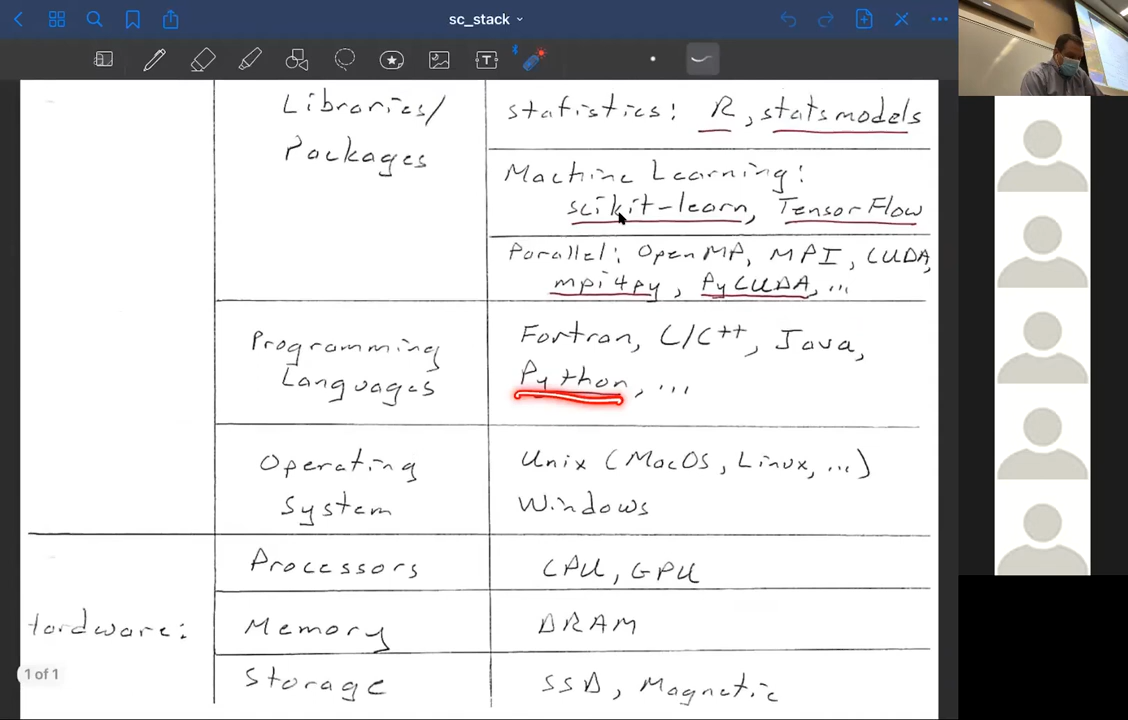 sc_stack
Libraries/
Packages
statistics: R, statsmodels
Machine Learning:
scikit-learn, TensorFlow
Parallel: OpenMP, MPI, CUDA,
mpi4py, PyCUDA, ...
Programming
Languages
Fortran, C/C++, Java,
Python, ...
Operating
System
Unix (MacOS, Linux, ...)
Windows
Hardware:
Processors
CPU, GPU
Memory
DRAM
1 of 1
Storage
SSD, Magnetic